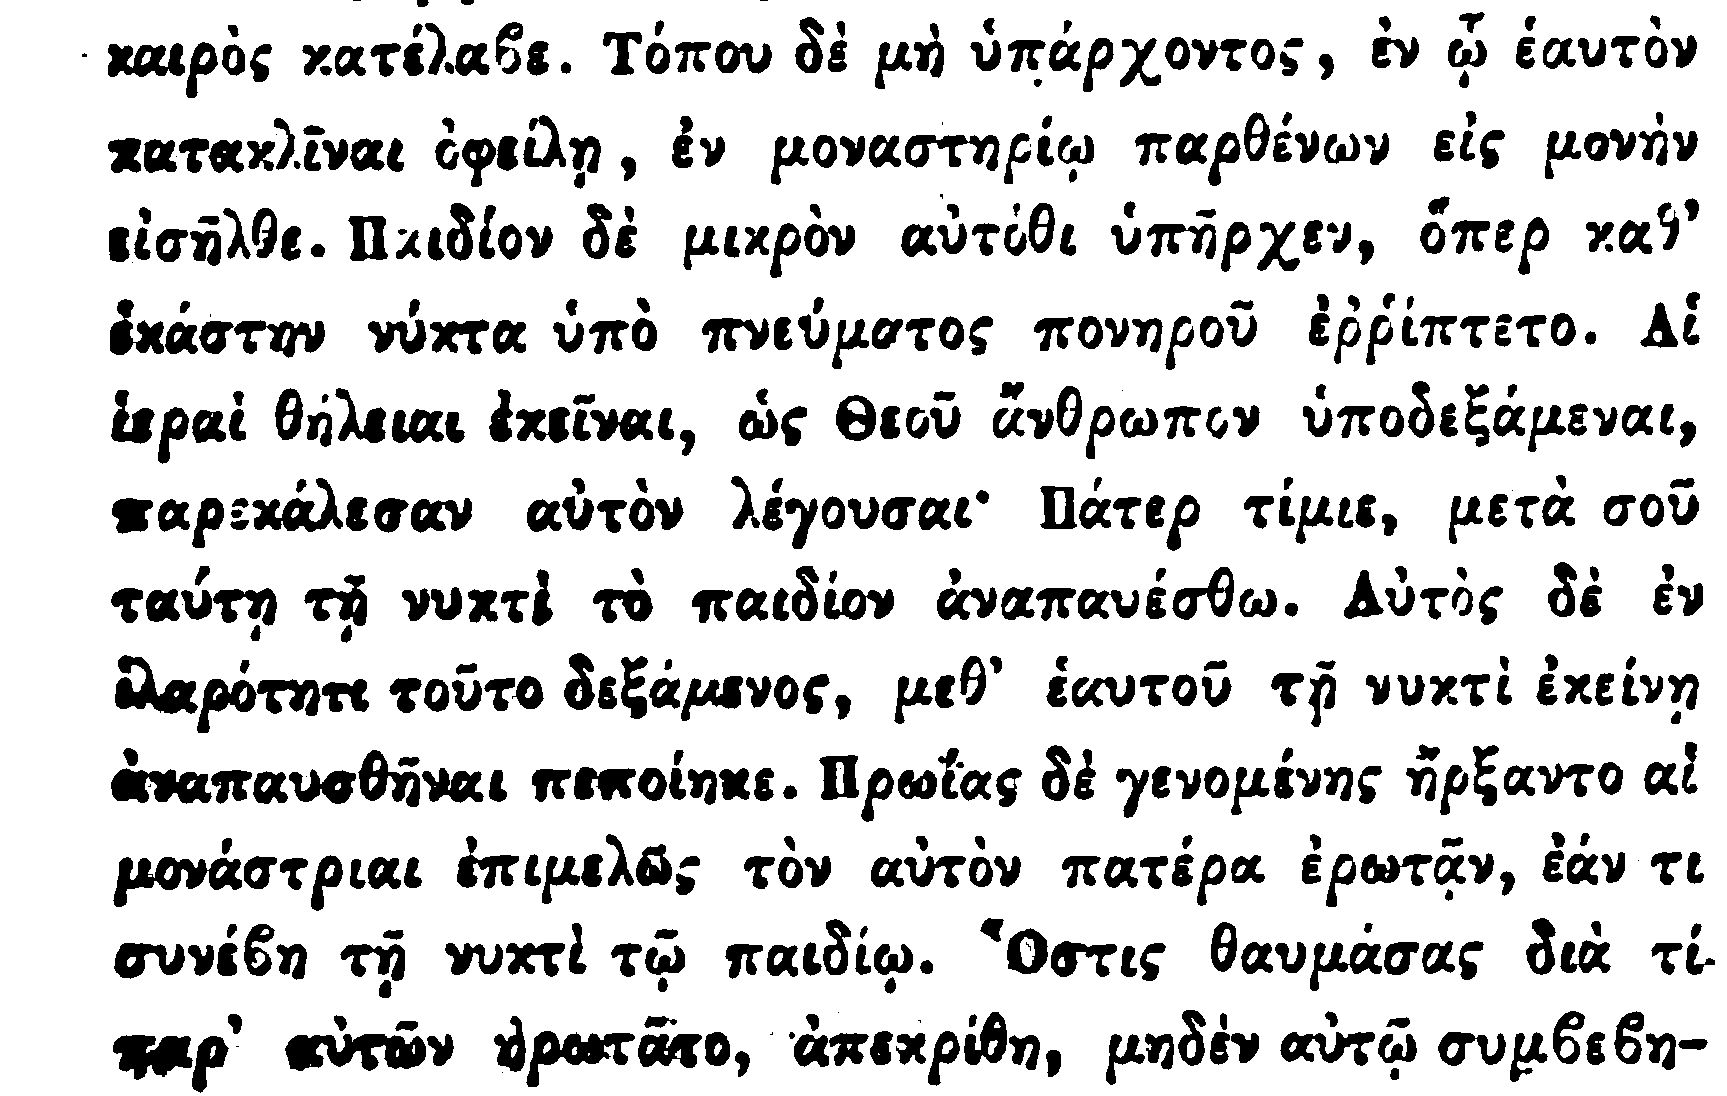 καιρὸς κατέλαβε. Τόπου δὲ μὴ ὑπάρχοντος, ἐν ᾧ ἑαυτὸν
κατακλῖναι ὀφείλῃ, ἐν μοναστηρίῳ παρθένων εἰς μονὴν
εἰσῆλθε. Παιδίον δὲ μικρὸν αὐτόθι ὑπῆρχεν, ὅπερ καθ’
ἑκάστην νύκτα ὑπὸ πνεύματος πονηροῦ ἐῤῥίπτετο. Αἱ
ἱεραὶ θήλειαι ἐκεῖναι, ὡς Θεοῦ ἄνθρωπον ὑποδεξάμεναι,
παρεκάλεσαν αὐτὸν λέγουσαι· Πάτερ τίμιε, μετὰ σοῦ
ταύτῃ τῇ νυκτὶ τὸ παιδίον ἀναπαυέσθω. Αὐτὸς δὲ ἐν
ἱλαρότητι τοῦτο δεξάμενος, μεθ’ ἑαυτοῦ τῇ νυκτὶ ἐκείνῃ
ἀναπαυσθῆναι πεποίηκε. Πρωΐας δὲ γενομένης ἤρξαντο αἱ
μονάστριαι ἐπιμελῶς τὸν αὐτὸν πατέρα ἐρωτᾷν, ἐάν τι
συνέβη τῇ νυκτὶ τῷ παιδίῳ. Ὅστις θαυμάσας διὰ τί
παρ’ αὐτῶν ἠρωτᾶτο, ἀπεκρίθη, μηδὲν αὐτῷ συμβεβη-